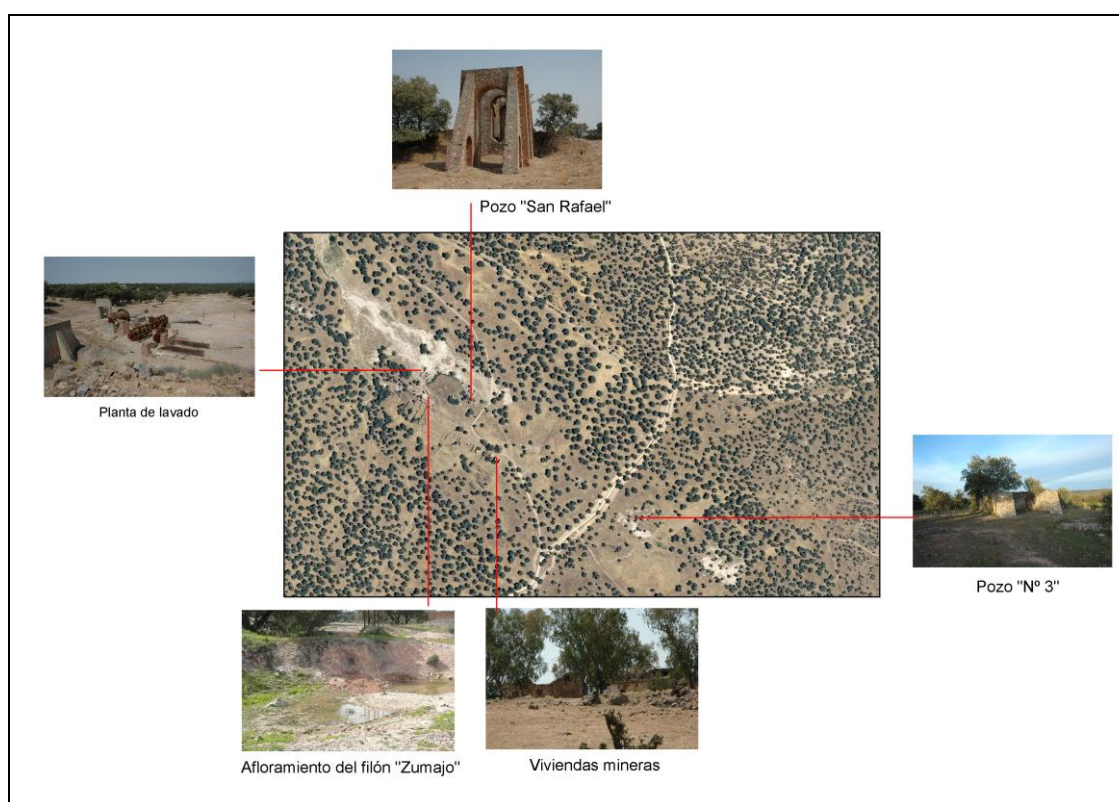 Pozo "San Rafael"
Planta de lavado
Pozo "Nº 3"
Afloramiento del filón "Zumajo"
Viviendas mineras